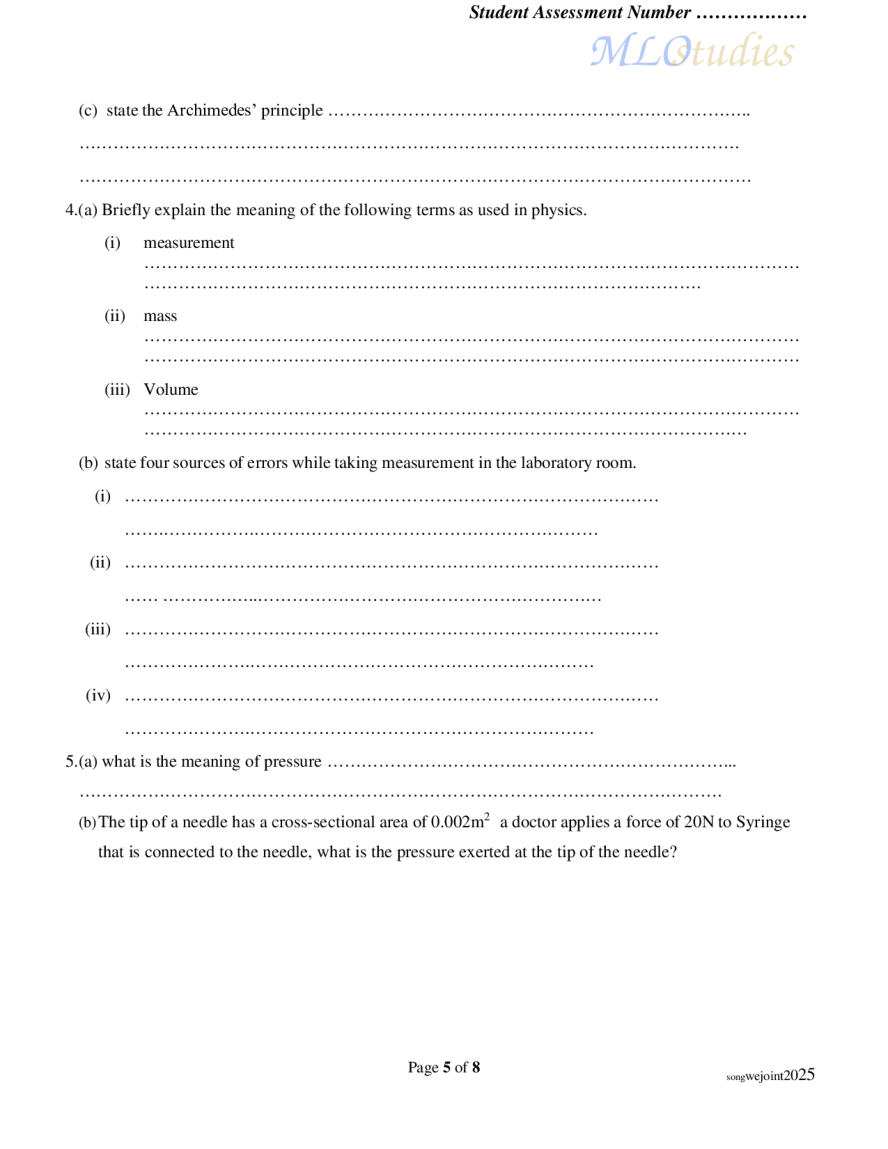 Student Assessment Number ………………
MLOstudies
(c) state the Archimedes’ principle ………………………………………………………………..
……………………………………………………………………………………………………….
…………………………………………………………………………………………………………
4.(a) Briefly explain the meaning of the following terms as used in physics.
(i) measurement
………………………………………………………………………………………………………
……………………………………………………………………………………….
(ii) mass
………………………………………………………………………………………………………
………………………………………………………………………………………………………
(iii) Volume
………………………………………………………………………………………………………
………………………………………………………………………………………………
(b) state four sources of errors while taking measurement in the laboratory room.
(i) ……………………………………………………………………………………
…….…………….……………………………………………………
(ii) ……………………………………………………………………………………
…… ……………..……………………………………………………
(iii) ……………………………………………………………………………………
………………….……………………………………………………
(iv) ……………………………………………………………………………………
………………….……………………………………………………
5.(a) what is the meaning of pressure ……………………………………………………………...
……………………………………………………………………………………………………
(b)The tip of a needle has a cross-sectional area of 0.002m² a doctor applies a force of 20N to Syringe
that is connected to the needle, what is the pressure exerted at the tip of the needle?
Page 5 of 8
songwejoint2025